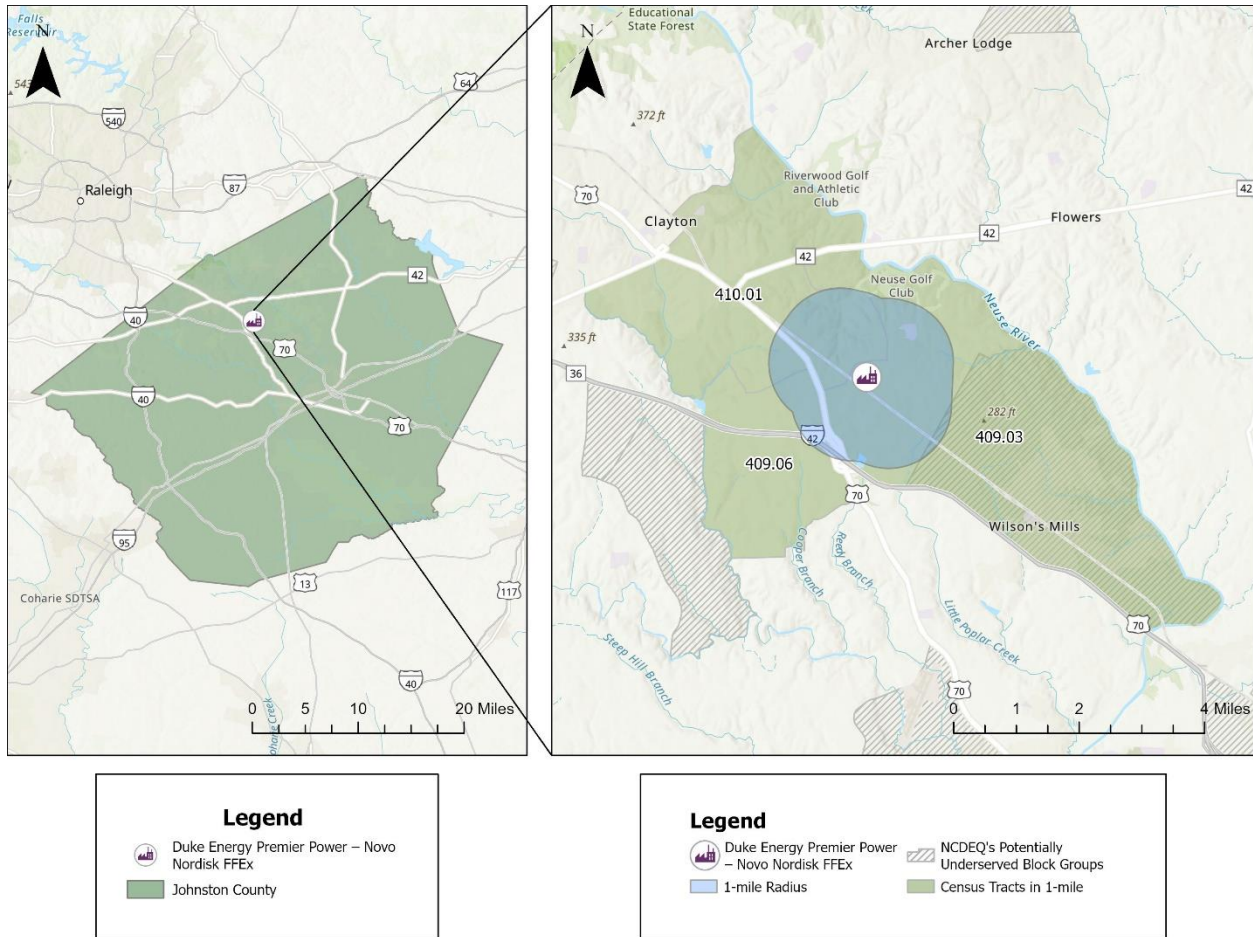 Falls
Reservoir
N
543
64
540
Raleigh
87
42
40
70
40
70
95
Coharie SDTSA
13
117
40
0 5 10 20 Miles
Educational
State Forest
N
Archer Lodge
372 ft
70
Riverwood Golf
and Athletic
Club
42
Clayton
Flowers
42
42
Neuse Golf
Club
410.01
Neuse River
335 ft
36
282 ft
409.03
42
409.06
70
Wilson's Mills
Cooper Branch
Reedy Branch
Little Poplar Creek
70
Steep Hill Branch
70
0 1 2 4 Miles
Legend
Duke Energy Premier Power – Novo
Nordisk FFEx
Johnston County
Legend
Duke Energy Premier Power
– Novo Nordisk FFEx
NCDEQ's Potentially
Underserved Block Groups
1-mile Radius
Census Tracts in 1-mile